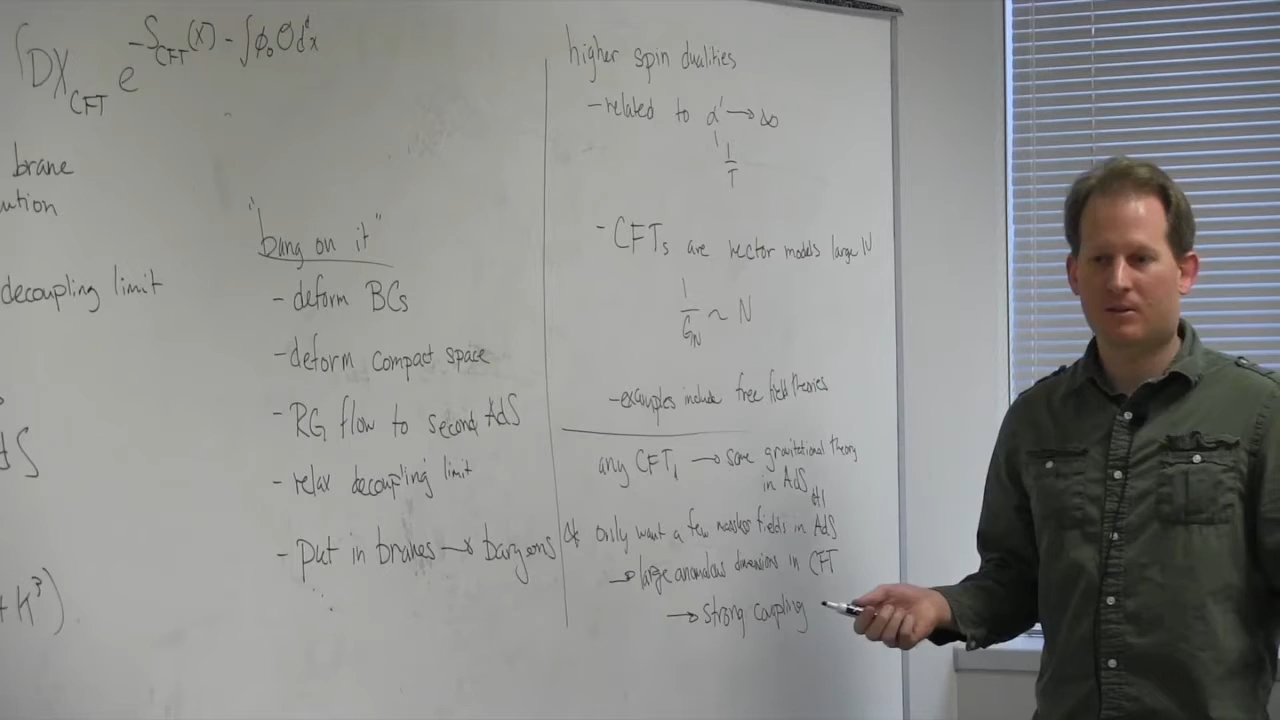 ∫DX_CFT e^{-S_CFT(X) - ∫ϕ₀ O d^d x}
brane
decoupling limit
dS
+ K³).
"bang on it"
- deform BCs
- deform compact space
- RG flow to second AdS
- relax decoupling limit
- put in branes → baryons
higher spin dualities
- related to α' → ∞
1
T
- CFTs are vector models large N
1/G_N ~ N
- examples include free field theories
any CFT_d → some gravitational theory
in AdS_{d+1}
If only want a few massless fields in AdS
→ large anomalous dimensions in CFT
→ strong coupling